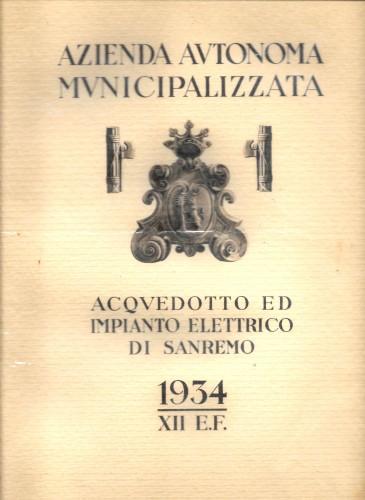 AZIENDA AVTONOMA
MVNICIPALIZZATA
ACQVEDOTTO ED
IMPIANTO ELETTRICO
DI SANREMO
1934
XII E.F.